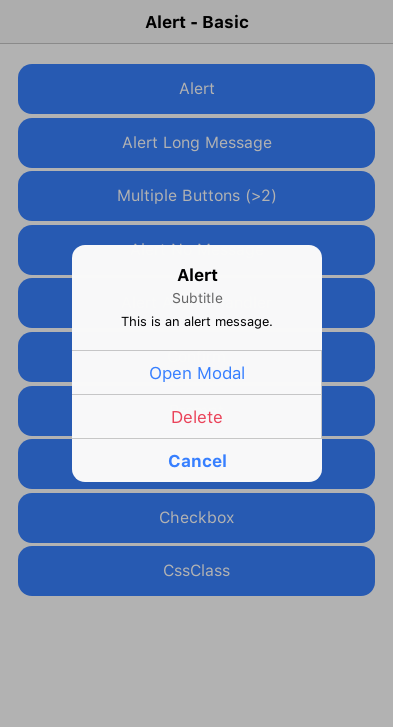 Alert - Basic
Alert
Alert Long Message
Multiple Buttons (>2)
Alert
Subtitle
This is an alert message.
Open Modal
Delete
Cancel
Checkbox
CssClass